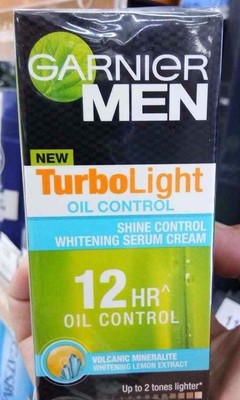 GARNIER
MEN
NEW
TurboLight
OIL CONTROL
SHINE CONTROL
WHITENING SERUM CREAM
12 HR^
OIL CONTROL
VOLCANIC MINERALITE
WHITENING LEMON EXTRACT
Up to 2 tones lighter*